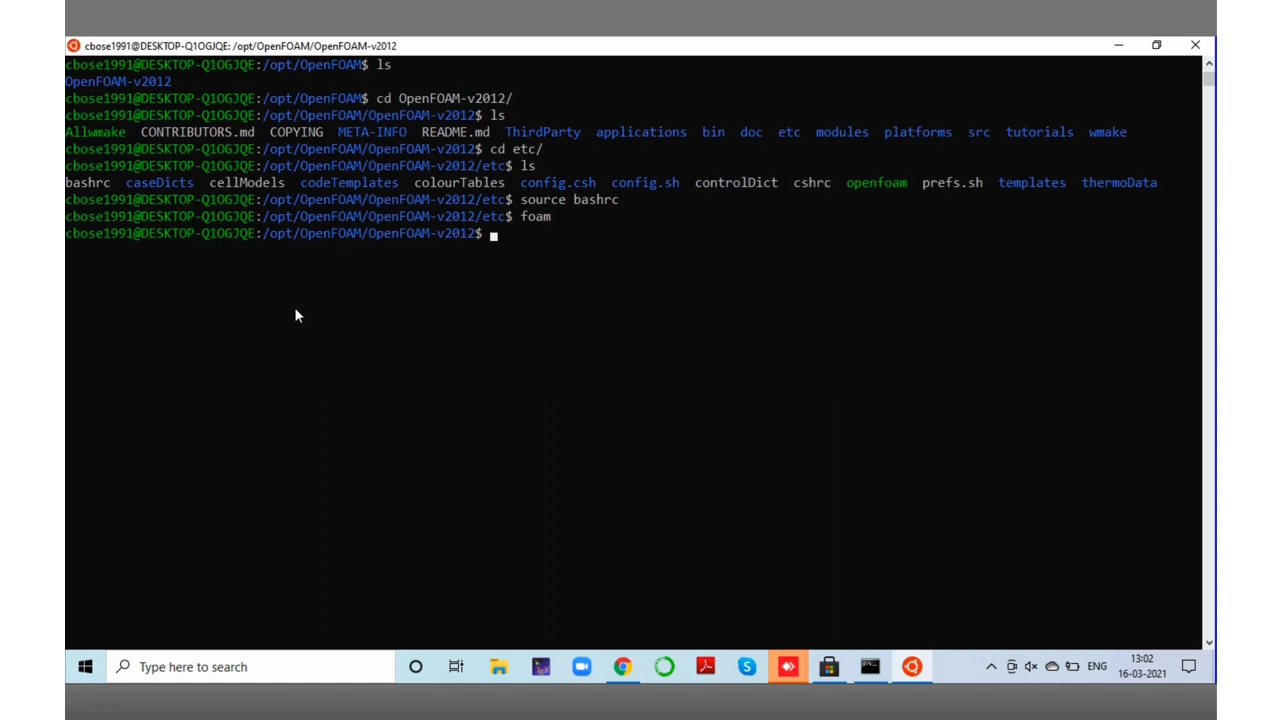 cbose1991@DESKTOP-Q1OGJQE: /opt/OpenFOAM/OpenFOAM-v2012
cbose1991@DESKTOP-Q1OGJQE:/opt/OpenFOAM$ ls
OpenFOAM-v2012
cbose1991@DESKTOP-Q1OGJQE:/opt/OpenFOAM$ cd OpenFOAM-v2012/
cbose1991@DESKTOP-Q1OGJQE:/opt/OpenFOAM/OpenFOAM-v2012$ ls
Allwmake CONTRIBUTORS.md COPYING META-INFO README.md ThirdParty applications bin doc etc modules platforms src tutorials wmake
cbose1991@DESKTOP-Q1OGJQE:/opt/OpenFOAM/OpenFOAM-v2012$ cd etc/
cbose1991@DESKTOP-Q1OGJQE:/opt/OpenFOAM/OpenFOAM-v2012/etc$ ls
bashrc caseDicts cellModels codeTemplates colourTables config.csh config.sh controlDict cshrc openfoam prefs.sh templates thermoData
cbose1991@DESKTOP-Q1OGJQE:/opt/OpenFOAM/OpenFOAM-v2012/etc$ source bashrc
cbose1991@DESKTOP-Q1OGJQE:/opt/OpenFOAM/OpenFOAM-v2012/etc$ foam
cbose1991@DESKTOP-Q1OGJQE:/opt/OpenFOAM/OpenFOAM-v2012$
Type here to search
ENG
13:02
16-03-2021